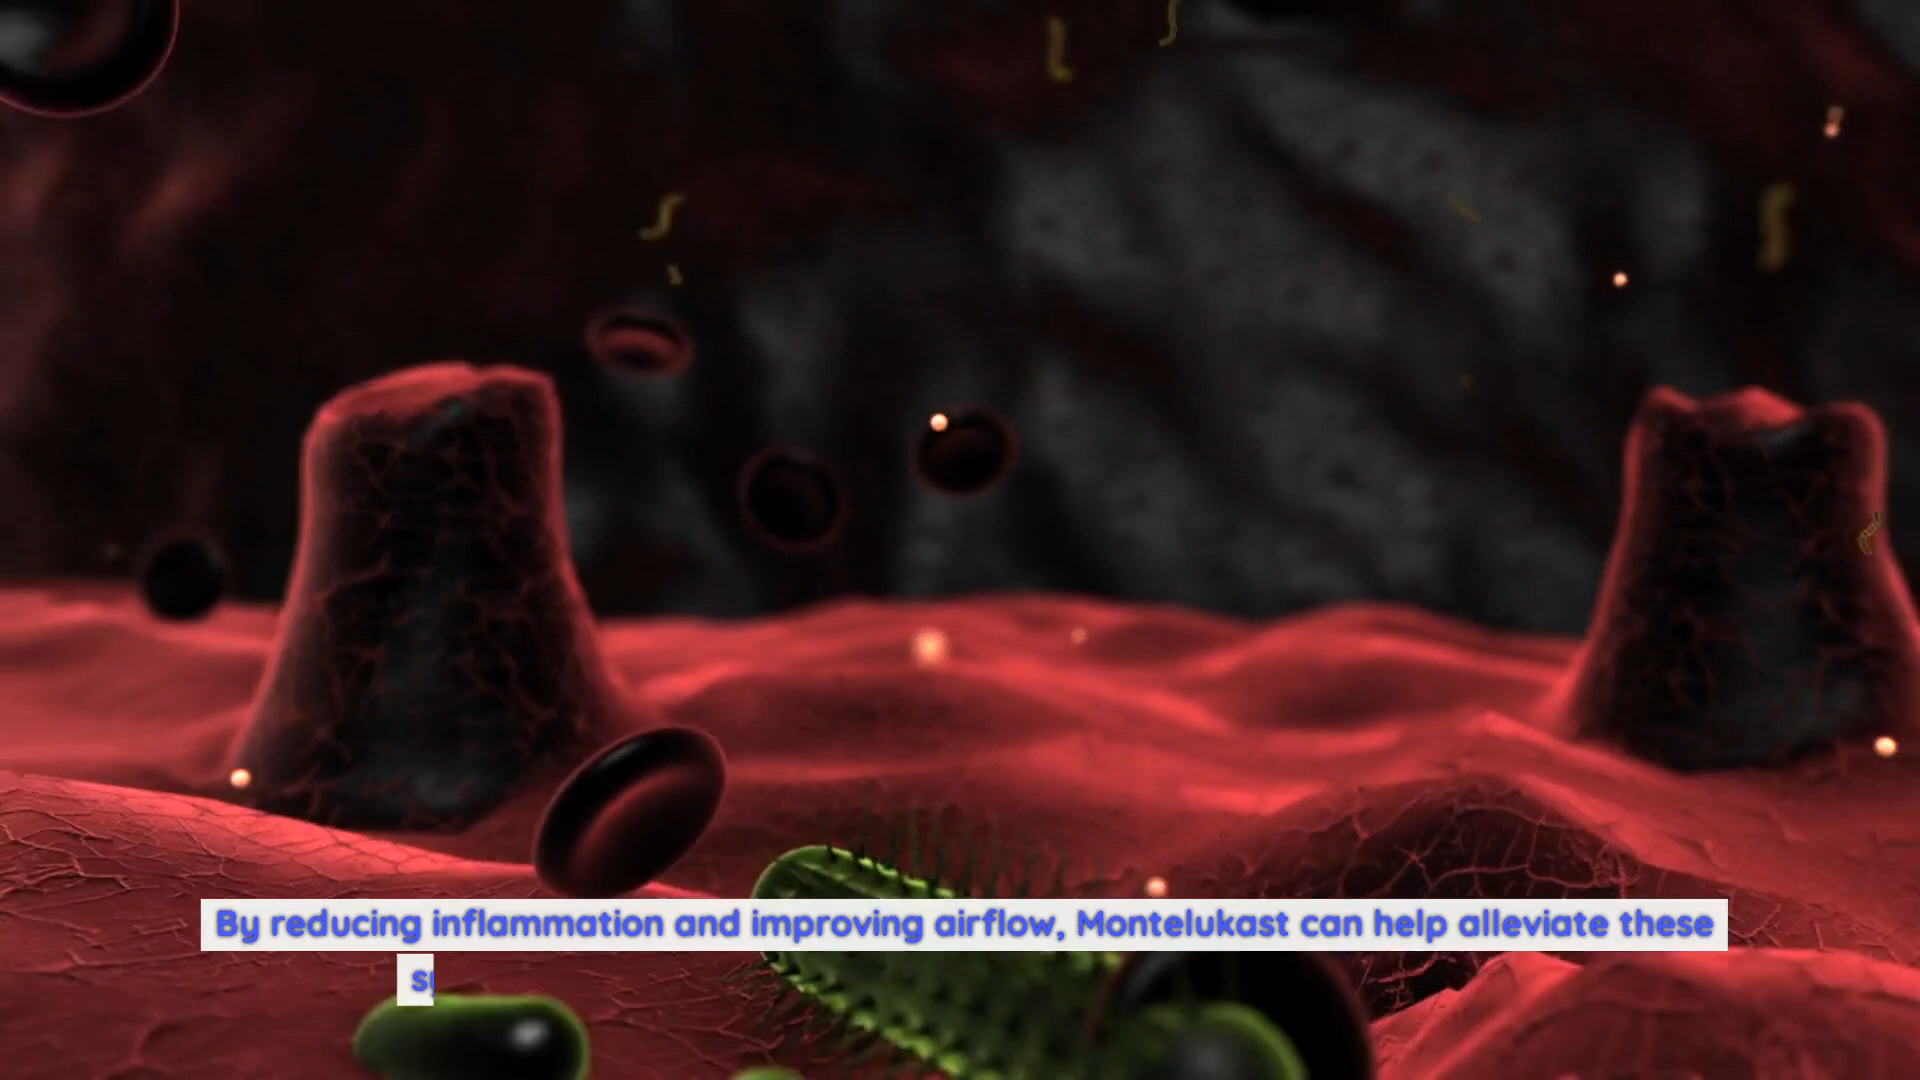 By reducing inflammation and improving airflow, Montelukast can help alleviate these